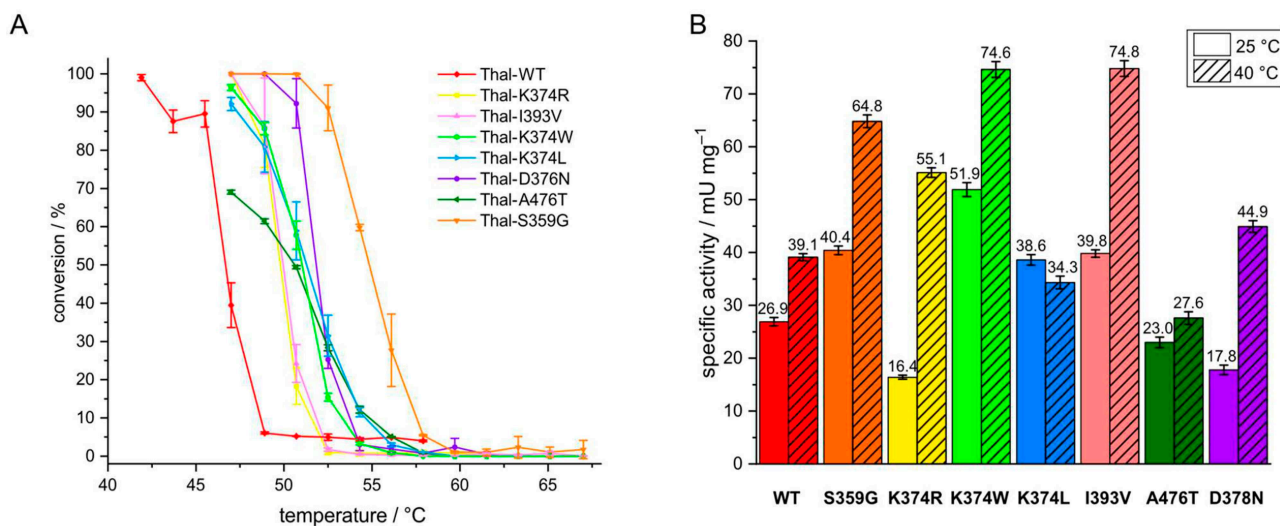 A
conversion / %
100
90
80
70
60
50
40
30
20
10
0
40
45
50
55
60
65
temperature / °C
Thal-WT
Thal-K374R
Thal-I393V
Thal-K374W
Thal-K374L
Thal-D376N
Thal-A476T
Thal-S359G
B
specific activity / mU mg⁻¹
80
70
60
50
40
30
20
10
0
25 °C
40 °C
26.9
39.1
40.4
64.8
16.4
55.1
51.9
74.6
38.6
34.3
39.8
74.8
23.0
27.6
17.8
44.9
WT
S359G
K374R
K374W
K374L
I393V
A476T
D378N